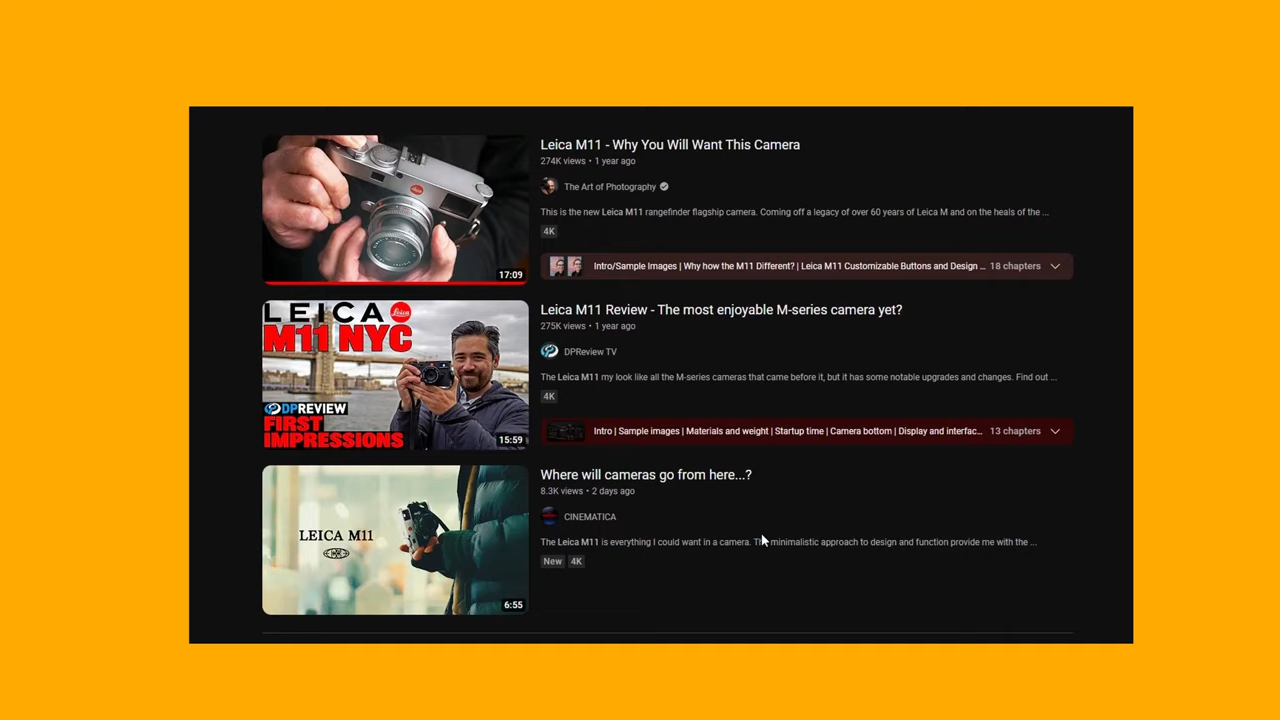 Leica M11 - Why You Will Want This Camera
274K views • 1 year ago
The Art of Photography
This is the new Leica M11 rangefinder flagship camera. Coming off a legacy of over 60 years of Leica M and on the heals of the ...
4K
Intro/Sample Images | Why how the M11 Different? | Leica M11 Customizable Buttons and Design ... 18 chapters
17:09
LEICA Leica
M11 NYC
DPREVIEW
FIRST
IMPRESSIONS
15:59
Leica M11 Review - The most enjoyable M-series camera yet?
275K views • 1 year ago
DPReview TV
The Leica M11 my look like all the M-series cameras that came before it, but it has some notable upgrades and changes. Find out ...
4K
Intro | Sample images | Materials and weight | Startup time | Camera bottom | Display and interfac... 13 chapters
LEICA M11
6:55
Where will cameras go from here...?
8.3K views • 2 days ago
CINEMATICA
The Leica M11 is everything I could want in a camera. minimalistic approach to design and function provide me with the ...
New 4K